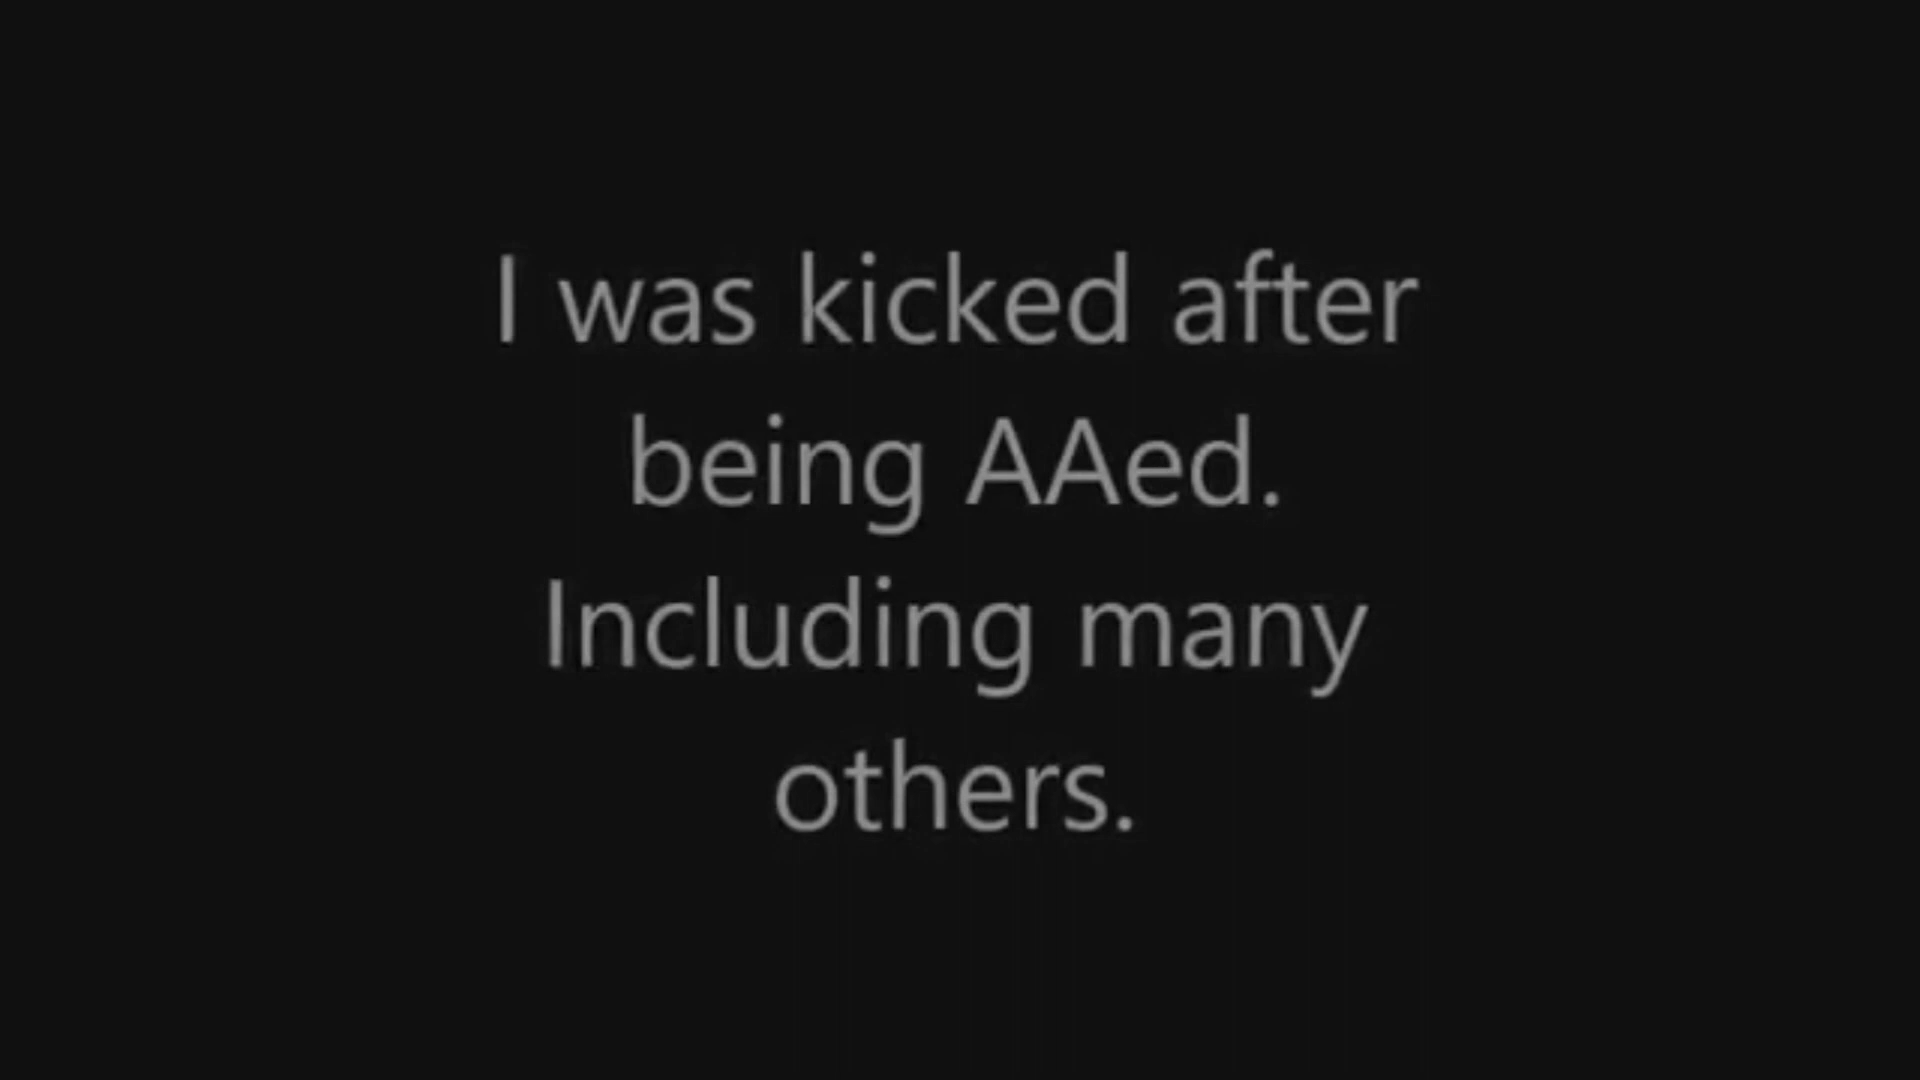 I was kicked after
being AAed.
Including many
others.